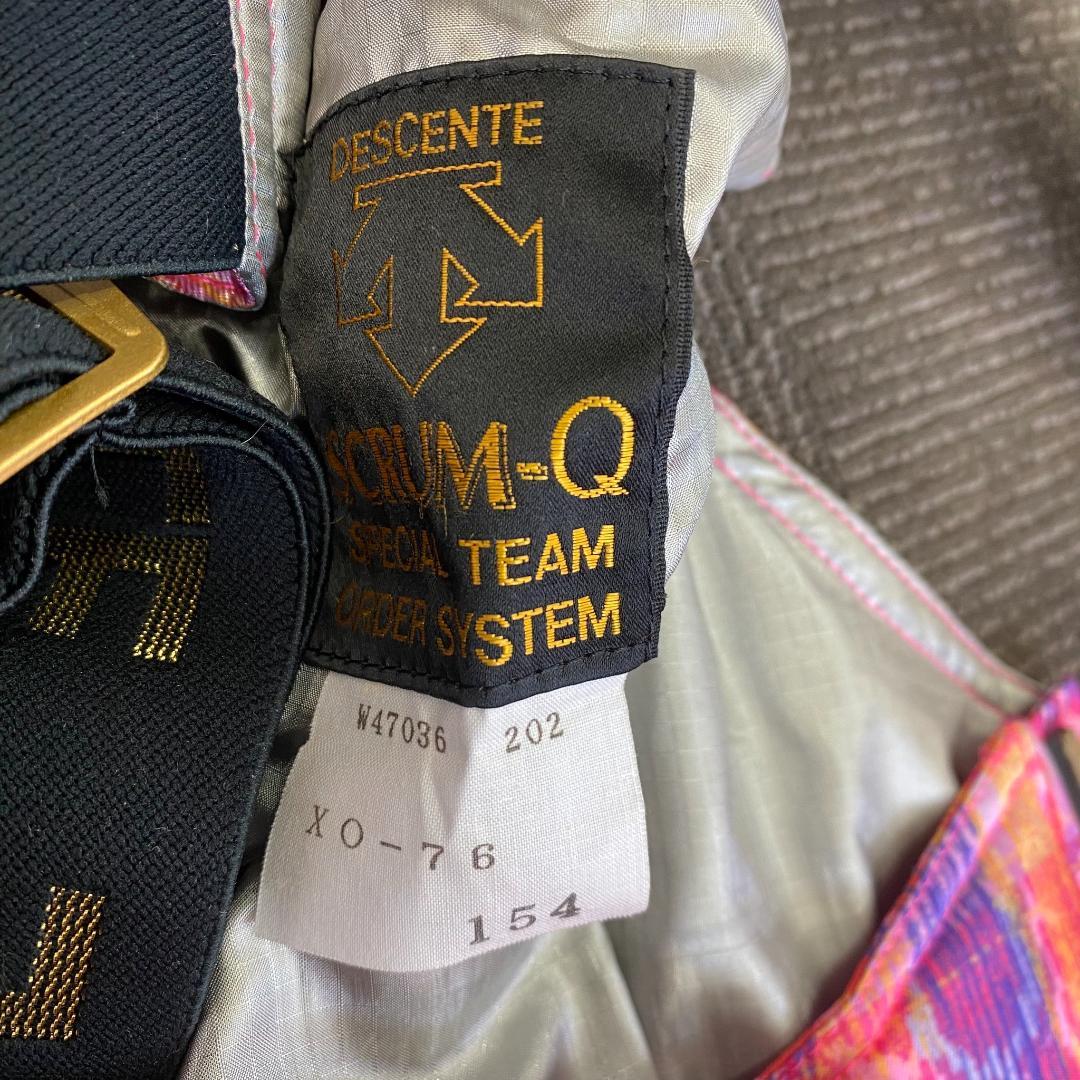 DESCENTE
SCRUM-Q
SPECIAL TEAM
ORDER SYSTEM
W47036 202
XO-76
154